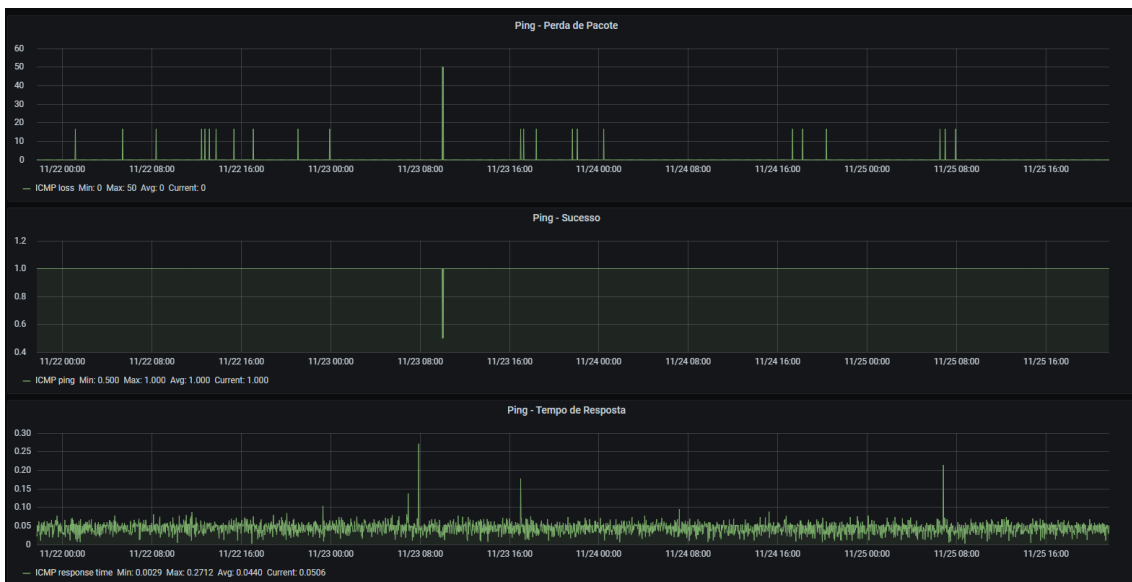 Ping - Perda de Pacote
60
50
40
30
20
10
0
11/22 00:00 11/22 08:00 11/22 16:00 11/23 00:00 11/23 08:00 11/23 16:00 11/24 00:00 11/24 08:00 11/24 16:00 11/25 00:00 11/25 08:00 11/25 16:00
ICMP loss Min: 0 Max: 50 Avg: 0 Current: 0
Ping - Sucesso
1.2
1.0
0.8
0.6
0.4
11/22 00:00 11/22 08:00 11/22 16:00 11/23 00:00 11/23 08:00 11/23 16:00 11/24 00:00 11/24 08:00 11/24 16:00 11/25 00:00 11/25 08:00 11/25 16:00
ICMP ping Min: 0.500 Max: 1.000 Avg: 1.000 Current: 1.000
Ping - Tempo de Resposta
0.30
0.25
0.20
0.15
0.10
0.05
0
11/22 00:00 11/22 08:00 11/22 16:00 11/23 00:00 11/23 08:00 11/23 16:00 11/24 00:00 11/24 08:00 11/24 16:00 11/25 00:00 11/25 08:00 11/25 16:00
ICMP response time Min: 0.0029 Max: 0.2712 Avg: 0.0440 Current: 0.0506